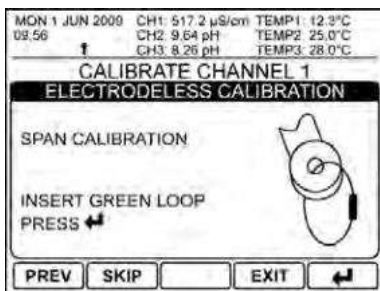 MON 1 JUN 2009 CH1: 517.2 µS/cm TEMP1: 12.3°C
09:56 CH2: 9.64 pH TEMP2: 25.0°C
CH3: 8.26 pH TEMP3: 28.0°C
CALIBRATE CHANNEL 1
ELECTRODELESS CALIBRATION
SPAN CALIBRATION
INSERT GREEN LOOP
PRESS ↵
PREV SKIP EXIT ↵